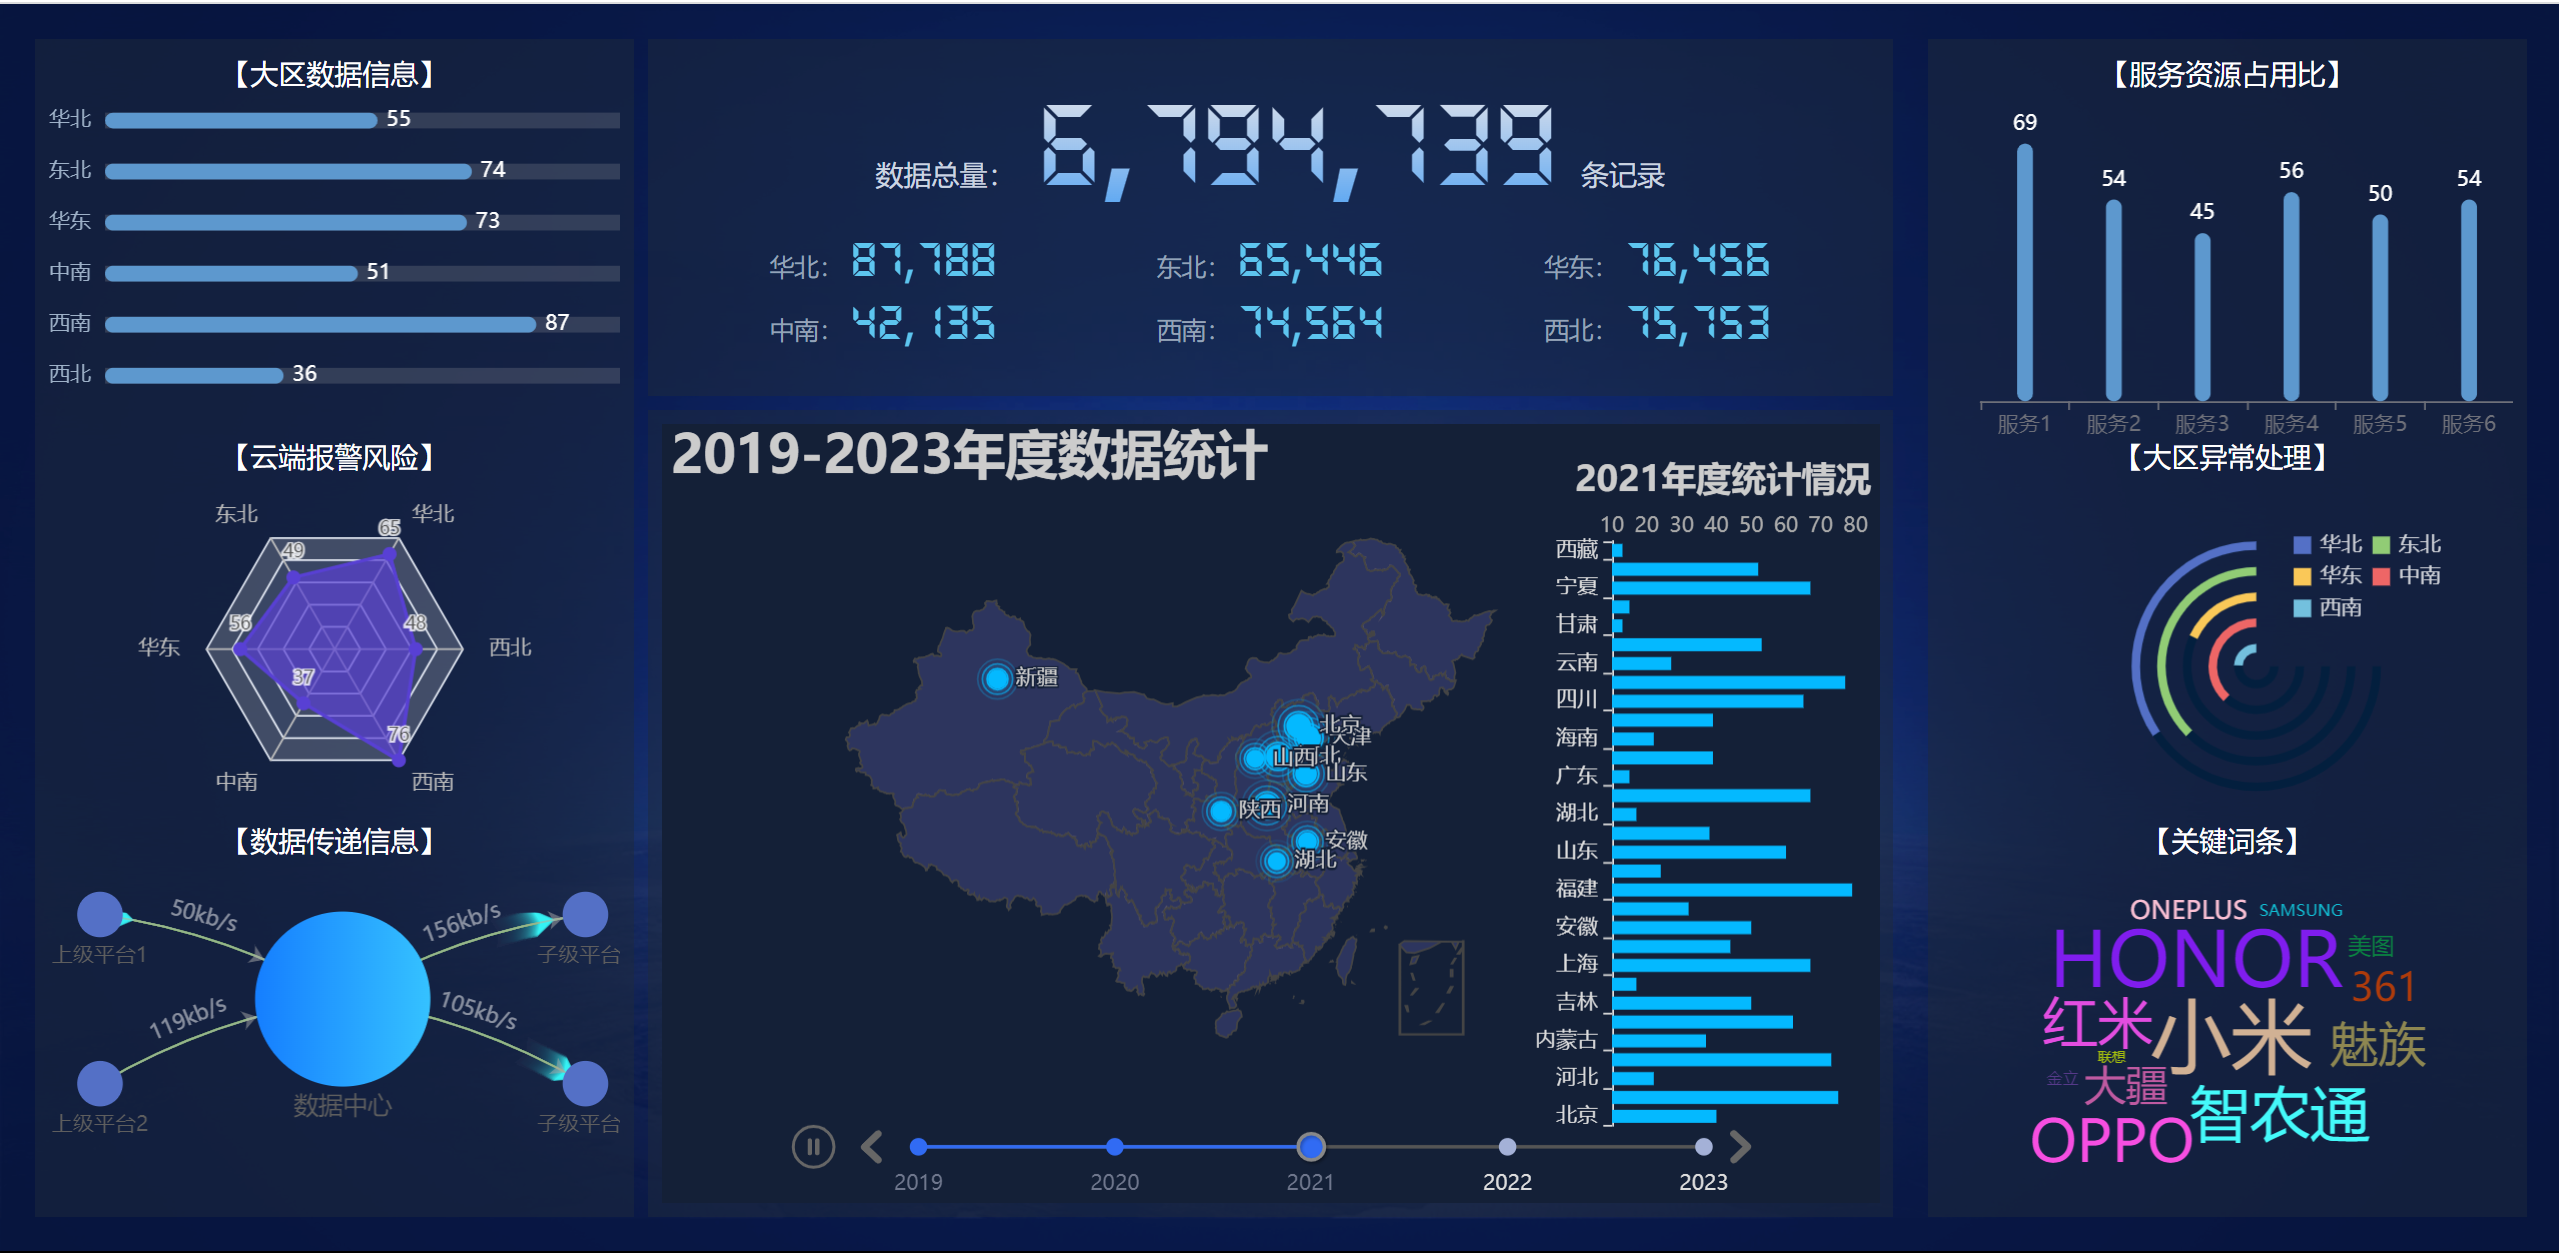 【大区数据信息】
华北 55
东北 74
华东 73
中南 51
西南 87
西北 36
【云端报警风险】
东北 65 华北
49
56 48
华东 西北
37
76
中南 西南
【数据传递信息】
50kb/s 156kb/s
上级平台1 子级平台
119kb/s 105kb/s
数据中心
上级平台2 子级平台
数据总量： 6,794,739 条记录
华北： 87,788 东北： 65,446 华东： 76,456
中南： 42,135 西南： 74,564 西北： 75,753
2019-2023年度数据统计
2021年度统计情况
10 20 30 40 50 60 70 80
西藏
宁夏
甘肃
云南
四川
海南
广东
湖北
山东
福建
安徽
上海
吉林
内蒙古
河北
北京
新疆
北京
天津
山西 北
山东
陕西 河南
安徽
湖北
2019 2020 2021 2022 2023
【服务资源占用比】
69 54 45 56 50 54
服务1 服务2 服务3 服务4 服务5 服务6
【大区异常处理】
华北 东北
华东 中南
西南
【关键词条】
ONEPLUS SAMSUNG
HONOR 美图
361
红米 小米 魅族
联想
金立 大疆
智农通
OPPO